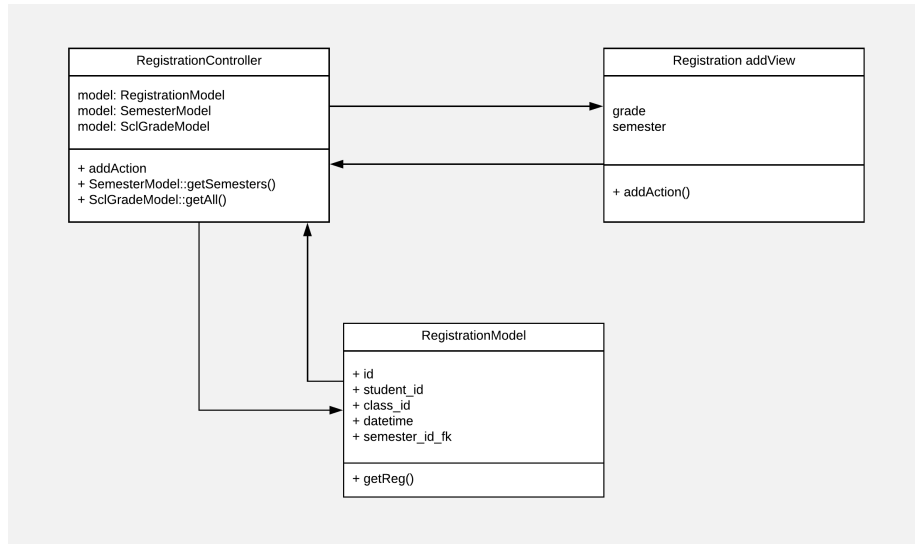 RegistrationController
model: RegistrationModel
model: SemesterModel
model: SclGradeModel
+ addAction
+ SemesterModel::getSemesters()
+ SclGradeModel::getAll()
Registration addView
grade
semester
+ addAction()
RegistrationModel
+ id
+ student_id
+ class_id
+ datetime
+ semester_id_fk
+ getReg()